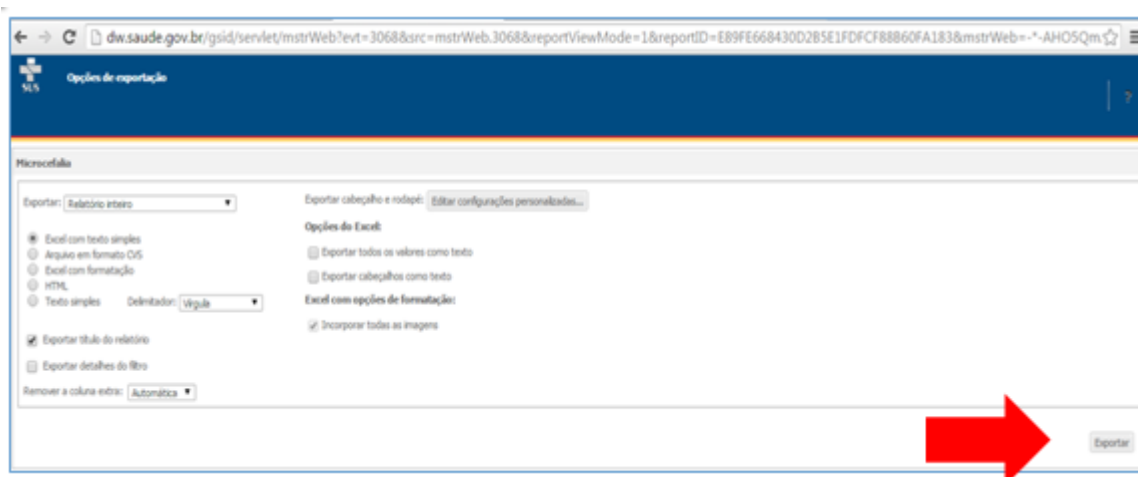 dw.saude.gov.br/gsid/servlet/mstrWeb?evt=3068&src=mstrWeb.3068&reportViewMode=1&reportID=E89FE668430D2B5E1FDFCF88B60FA183&mstrWeb=-*-AHO5Qm
SUS
Opções de exportação
?
Microcefalia
Exportar: Relatório inteiro
Excel com texto simples
Arquivo em formato CVS
Excel com formatação
HTML
Texto simples Delimitador: Vírgula
Exportar título do relatório
Exportar detalhes do filtro
Remover a coluna extra: Automática
Exportar cabeçalho e rodapé: Editar configurações personalizadas...
Opções do Excel:
Exportar todos os valores como texto
Exportar cabeçalhos como texto
Excel com opções de formatação:
Incorporar todas as imagens
Exportar